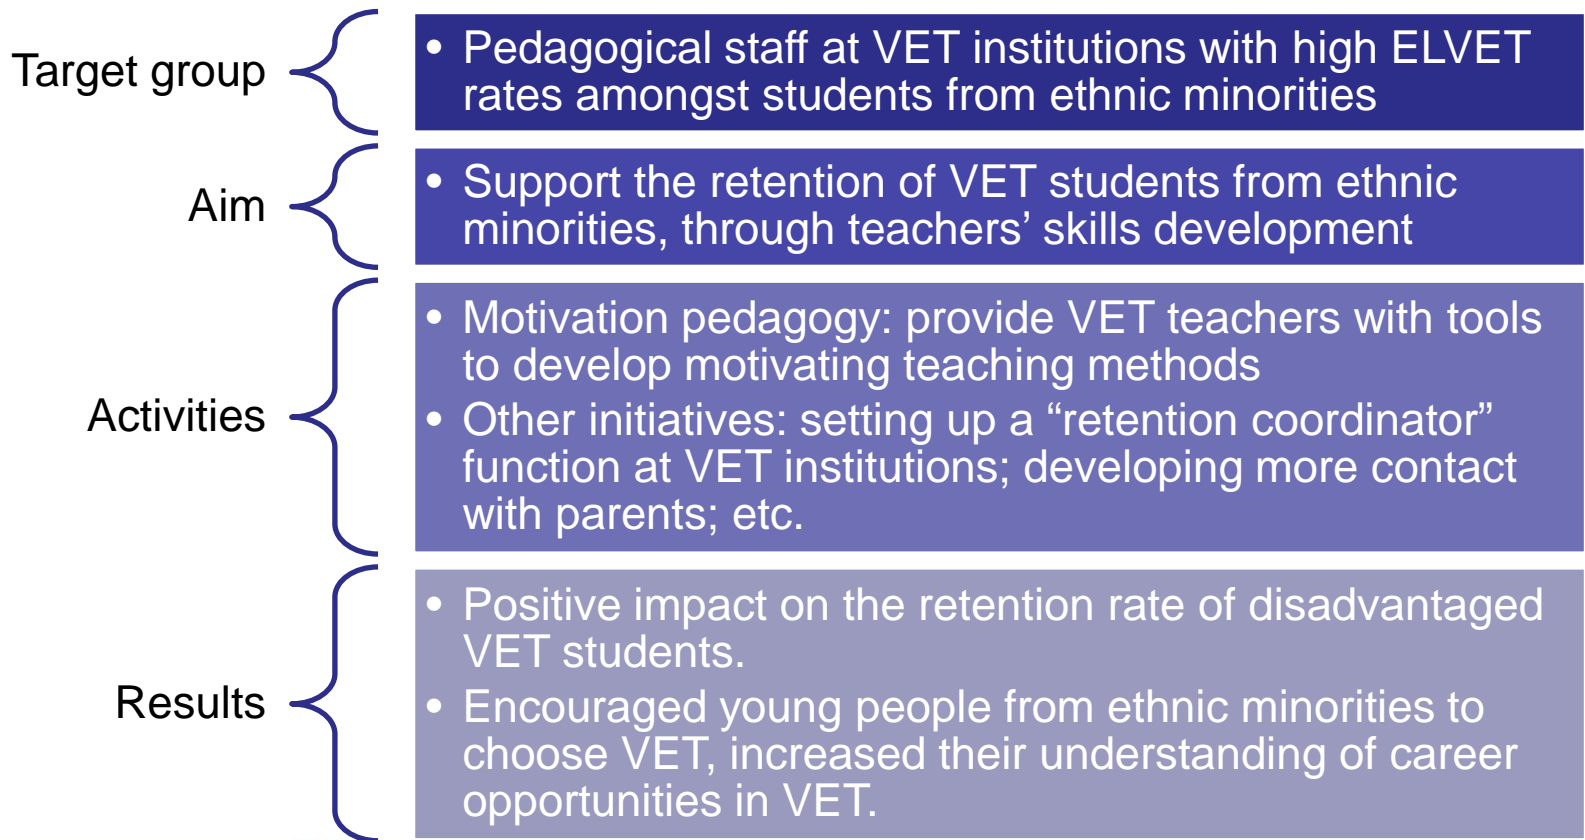 Target group
• Pedagogical staff at VET institutions with high ELVET
rates amongst students from ethnic minorities
Aim
• Support the retention of VET students from ethnic
minorities, through teachers’ skills development
Activities
• Motivation pedagogy: provide VET teachers with tools
to develop motivating teaching methods
• Other initiatives: setting up a “retention coordinator”
function at VET institutions; developing more contact
with parents; etc.
Results
• Positive impact on the retention rate of disadvantaged
VET students.
• Encouraged young people from ethnic minorities to
choose VET, increased their understanding of career
opportunities in VET.